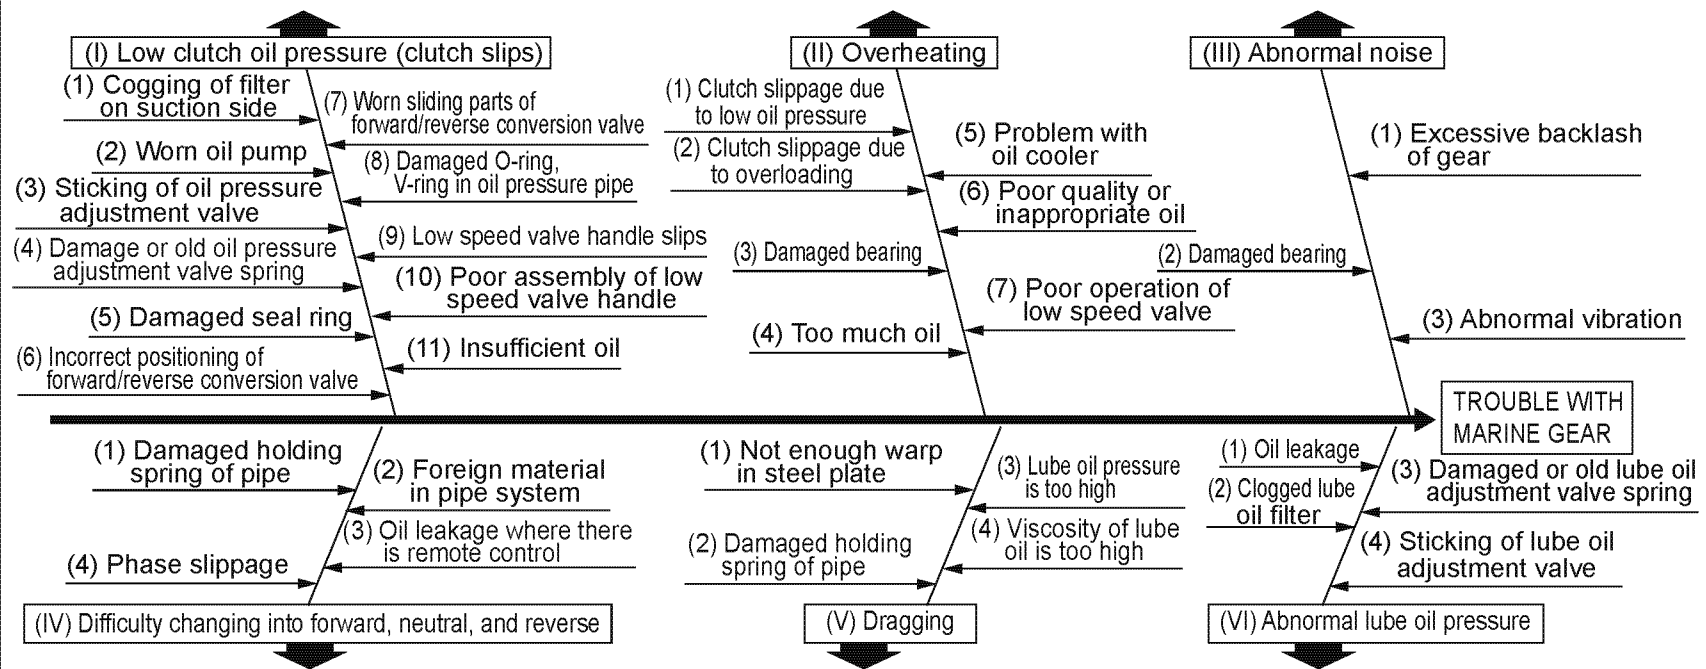 (I) Low clutch oil pressure (clutch slips)
(1) Cogging of filter
on suction side
(2) Worn oil pump
(3) Sticking of oil pressure
adjustment valve
(4) Damage or old oil pressure
adjustment valve spring
(5) Damaged seal ring
(6) Incorrect positioning of
forward/reverse conversion valve
(7) Worn sliding parts of
forward/reverse conversion valve
(8) Damaged O-ring,
V-ring in oil pressure pipe
(9) Low speed valve handle slips
(10) Poor assembly of low
speed valve handle
(11) Insufficient oil
(II) Overheating
(1) Clutch slippage due
to low oil pressure
(2) Clutch slippage due
to overloading
(3) Damaged bearing
(4) Too much oil
(5) Problem with
oil cooler
(6) Poor quality or
inappropriate oil
(7) Poor operation of
low speed valve
(III) Abnormal noise
(1) Excessive backlash
of gear
(2) Damaged bearing
(3) Abnormal vibration
TROUBLE WITH
MARINE GEAR
(1) Damaged holding
spring of pipe
(2) Foreign material
in pipe system
(3) Oil leakage where there
is remote control
(4) Phase slippage
(IV) Difficulty changing into forward, neutral, and reverse
(1) Not enough warp
in steel plate
(2) Damaged holding
spring of pipe
(3) Lube oil pressure
is too high
(4) Viscosity of lube
oil is too high
(V) Dragging
(1) Oil leakage
(2) Clogged lube
oil filter
(3) Damaged or old lube oil
adjustment valve spring
(4) Sticking of lube oil
adjustment valve
(VI) Abnormal lube oil pressure